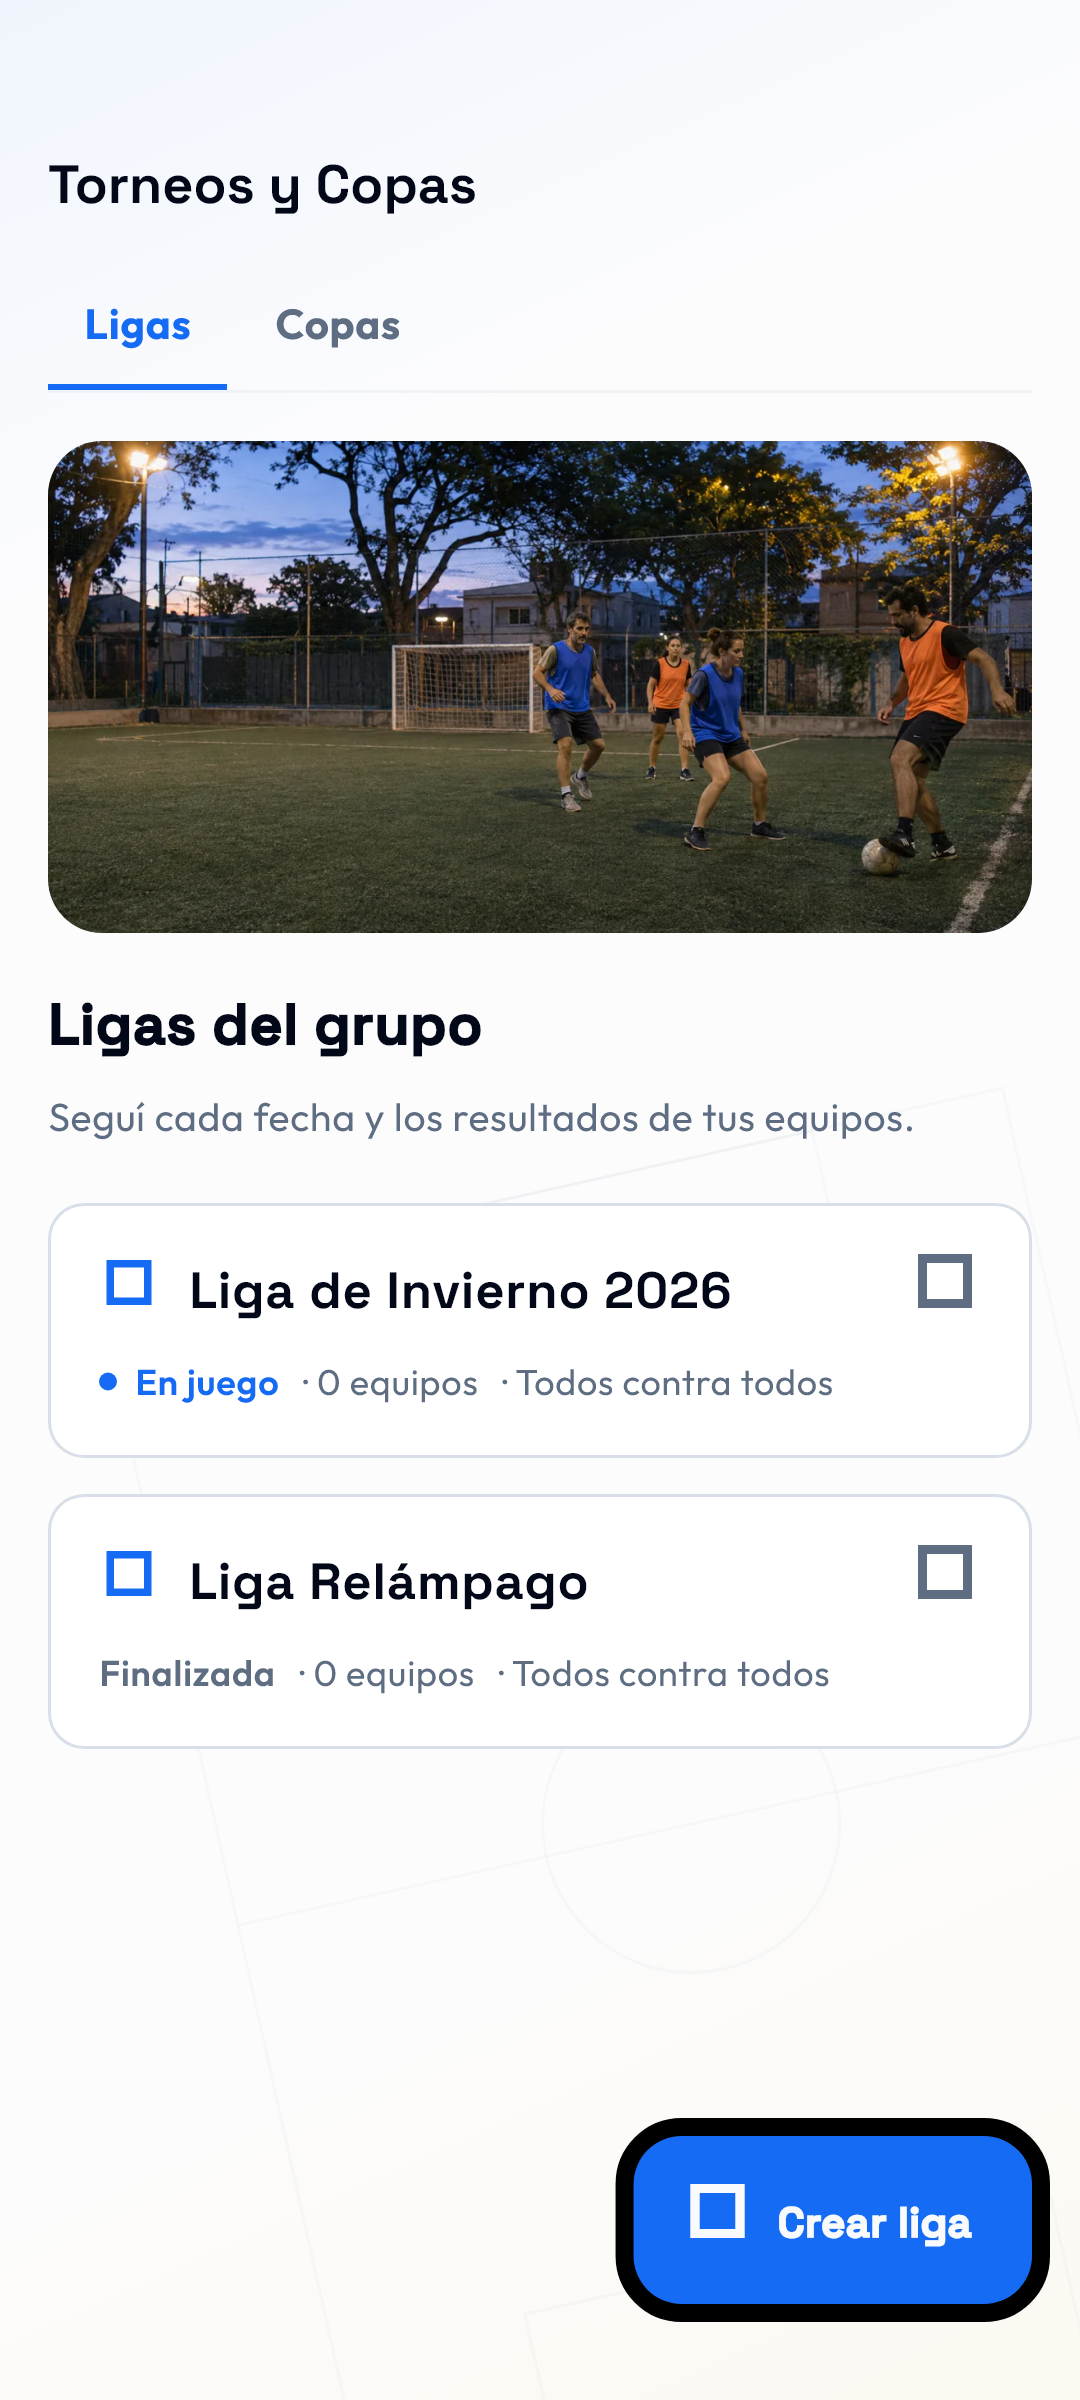 Torneos y Copas
Ligas Copas
Ligas del grupo
Seguí cada fecha y los resultados de tus equipos.
Liga de Invierno 2026
En juego · 0 equipos · Todos contra todos
Liga Relámpago
Finalizada · 0 equipos · Todos contra todos
Crear liga